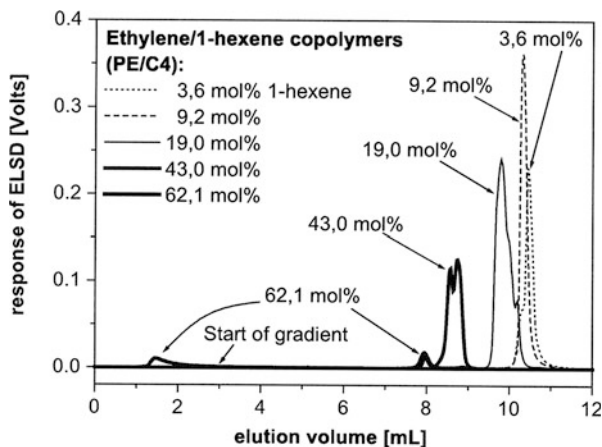 Ethylene/1-hexene copolymers
(PE/C4):
3,6 mol% 1-hexene
9,2 mol%
19,0 mol%
43,0 mol%
62,1 mol%
3,6 mol%
9,2 mol%
19,0 mol%
43,0 mol%
62,1 mol%
Start of gradient
response of ELSD [Volts]
0.4
0.3
0.2
0.1
0.0
0 2 4 6 8 10 12
elution volume [mL]